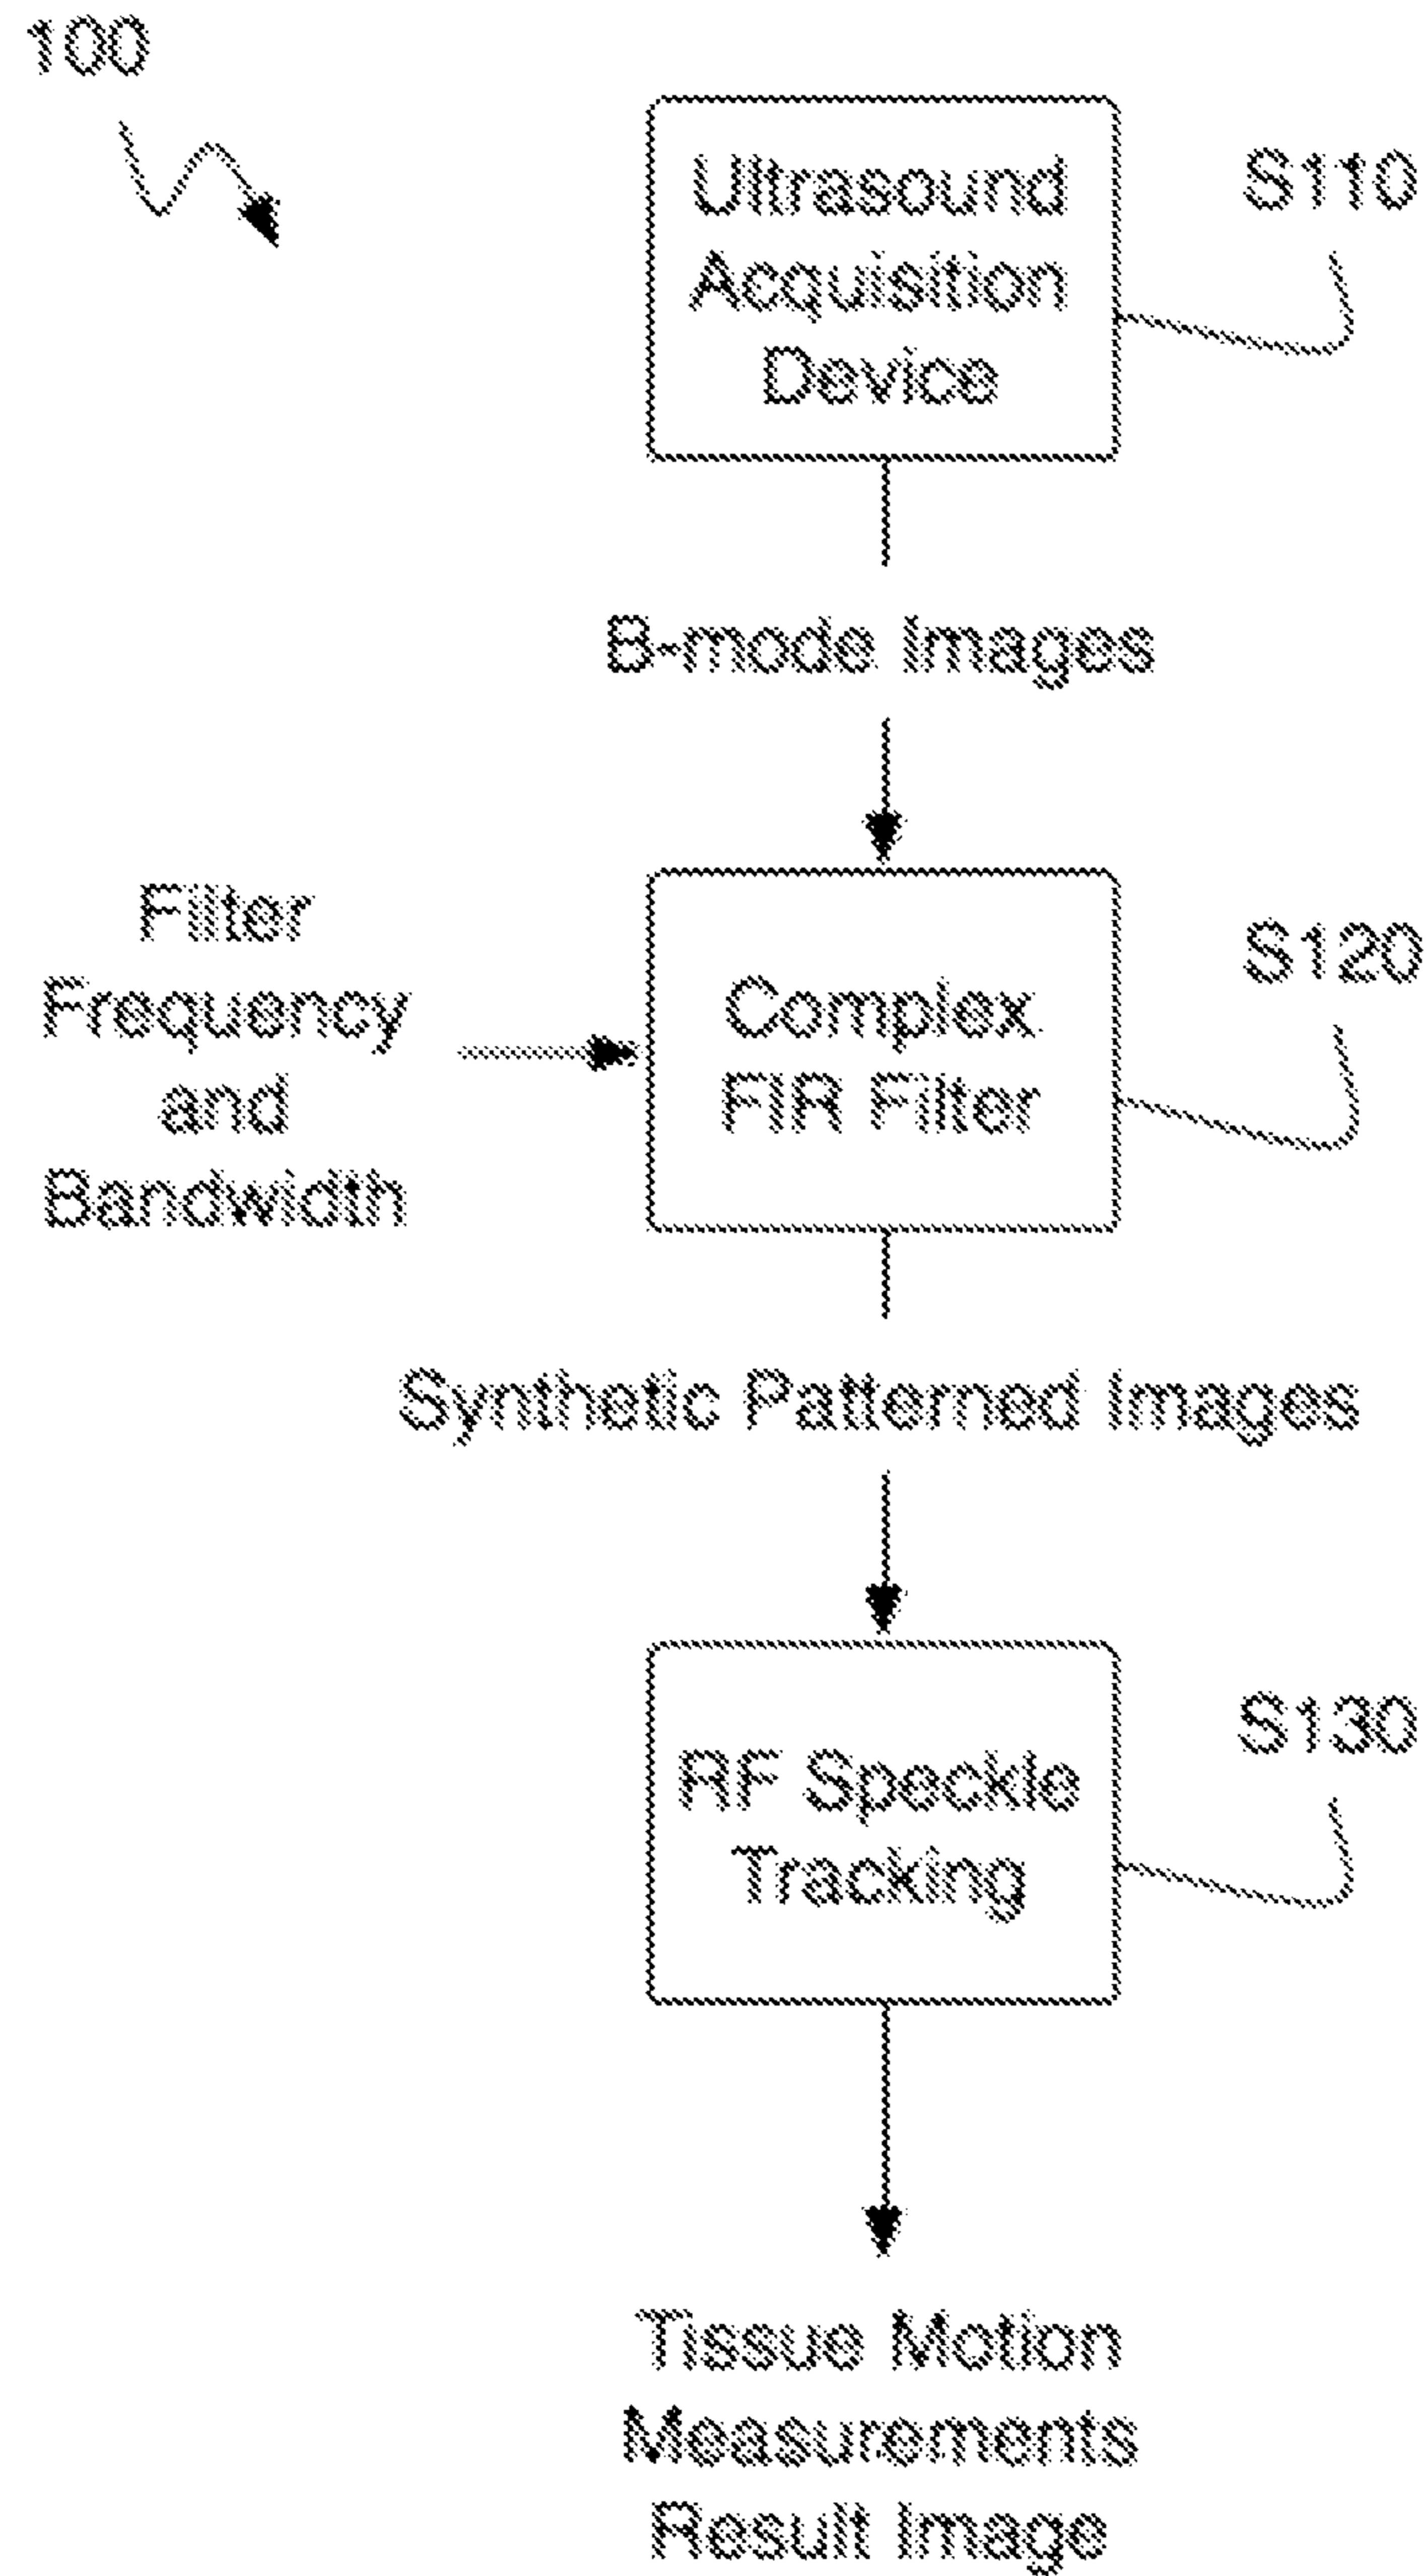 100
Ultrasound
Acquisition
Device
S110
B-mode Images
Filter
Frequency
and
Bandwidth
Complex
FIR Filter
S120
Synthetic Patterned Images
RF Speckle
Tracking
S130
Tissue Motion
Measurements
Result Image